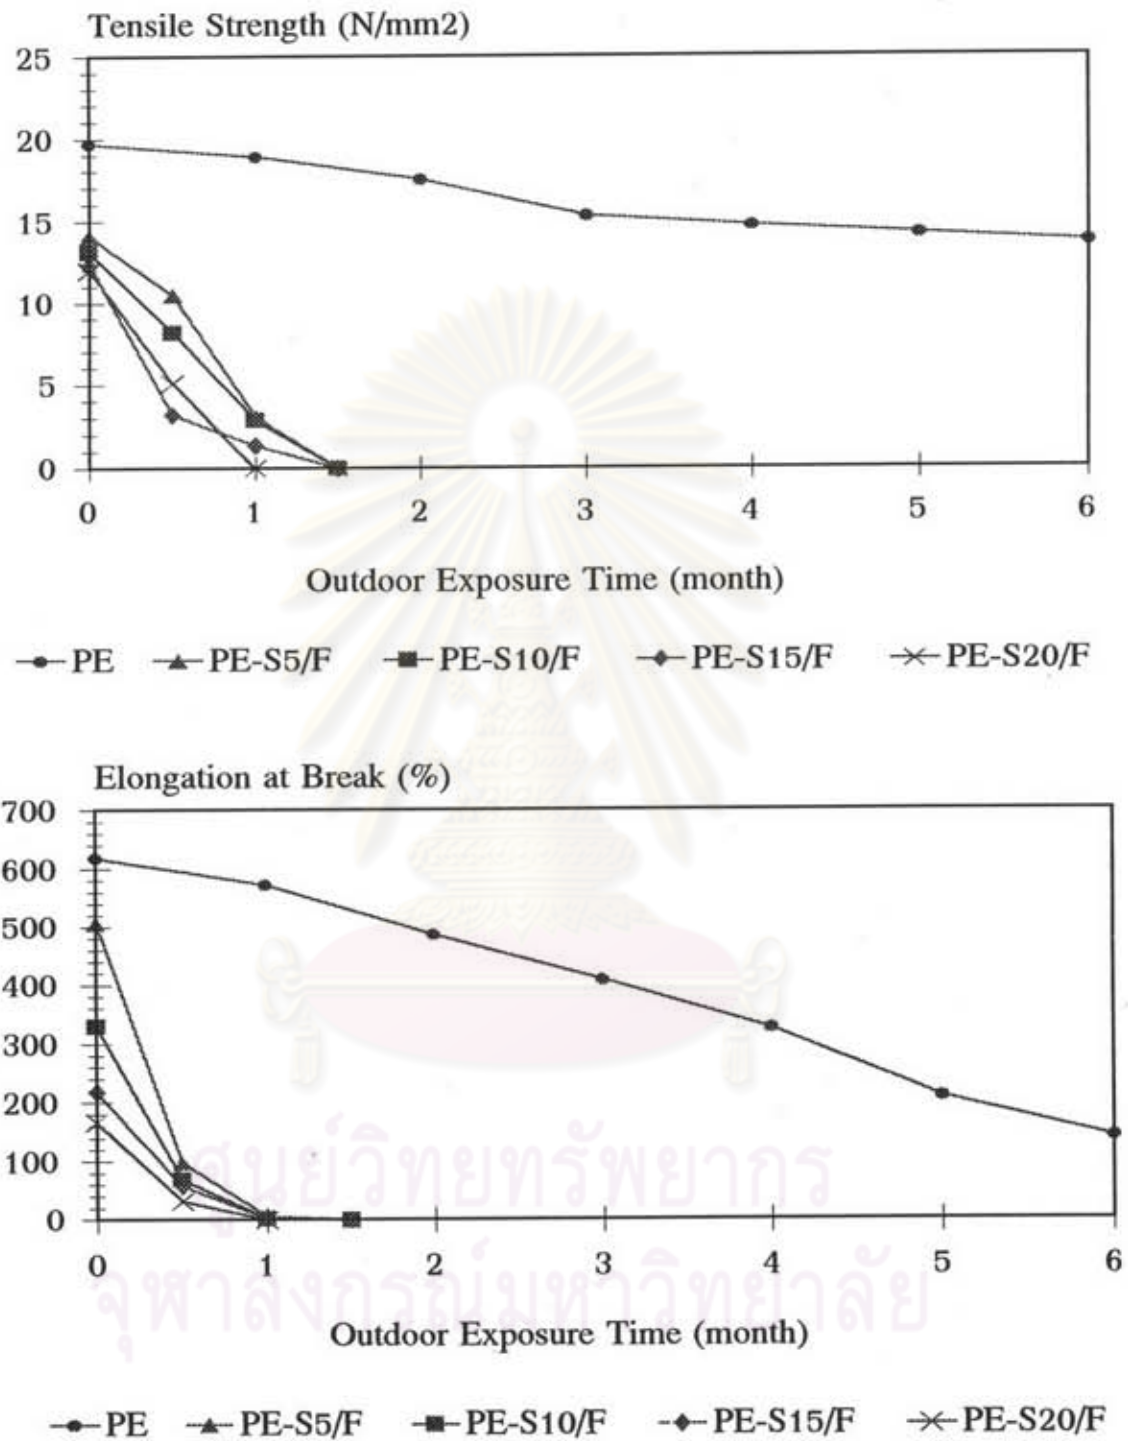 Tensile Strength (N/mm2)
25
20
15
10
5
0
0 1 2 3 4 5 6
Outdoor Exposure Time (month)
PE PE-S5/F PE-S10/F PE-S15/F PE-S20/F
Elongation at Break (%)
700
600
500
400
300
200
100
0
ศูนย์วิทยทรัพยากร
0 1 2 3 4 5 6
จุฬาลงกรณ์มหาวิทยาลัย
Outdoor Exposure Time (month)
PE PE-S5/F PE-S10/F PE-S15/F PE-S20/F